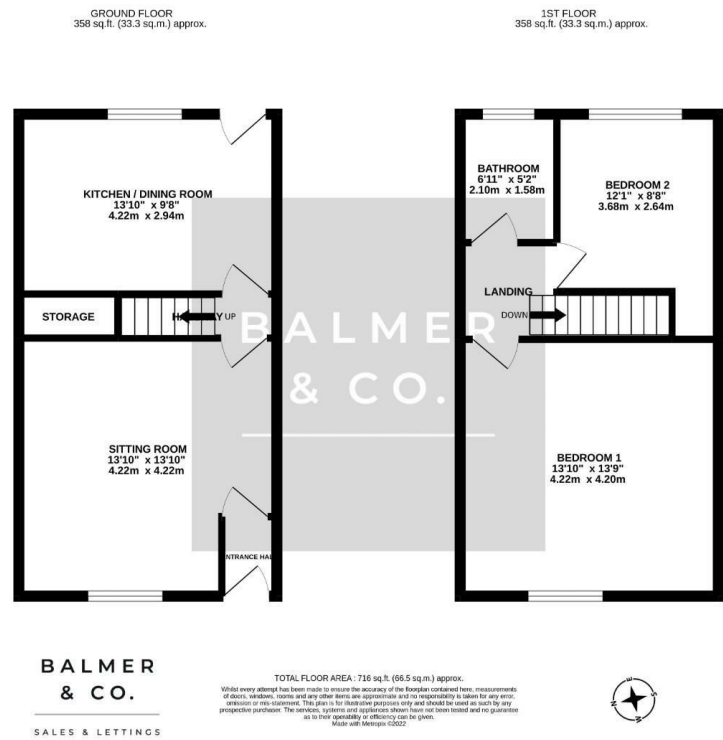 GROUND FLOOR
358 sq.ft. (33.3 sq.m.) approx.
1ST FLOOR
358 sq.ft. (33.3 sq.m.) approx.
KITCHEN / DINING ROOM
13'10" x 9'8"
4.22m x 2.94m
STORAGE
UP
SITTING ROOM
13'10" x 13'10"
4.22m x 4.22m
NTRANCE HAL
BATHROOM
6'11" x 5'2"
2.10m x 1.58m
BEDROOM 2
12'1" x 8'8"
3.68m x 2.64m
LANDING
DOWN
BEDROOM 1
13'10" x 13'9"
4.22m x 4.20m
BALMER
& CO.
BALMER
& CO.
SALES & LETTINGS
TOTAL FLOOR AREA : 716 sq.ft. (66.5 sq.m.) approx.
Whilst every attempt has been made to ensure the accuracy of the floorplan contained here, measurements
of doors, windows, rooms and any other items are approximate and no responsibility is taken for any error,
omission or mis-statement. This plan is for illustrative purposes only and should be used as such by any
prospective purchaser. The services, systems and appliances shown have not been tested and no guarantee
as to their operability or efficiency can be given.
Made with Metropix ©2022
E
S
W
N